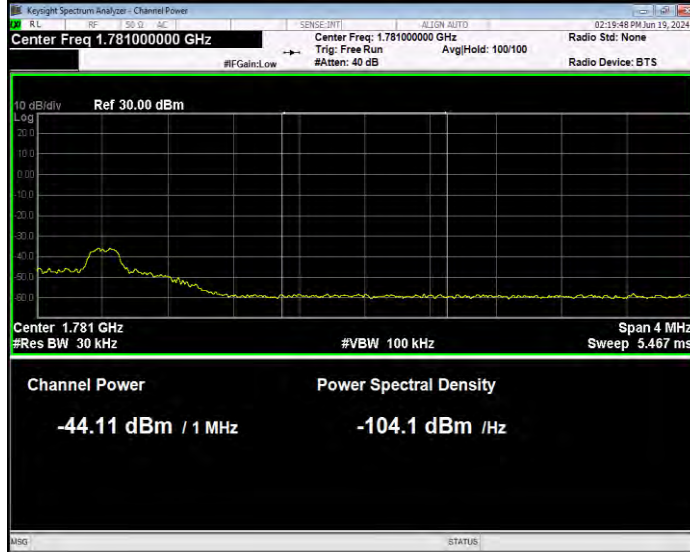 Keysight Spectrum Analyzer - Channel Power
RL RF 50 Ω AC SENSE:INT ALIGN AUTO 02:19:48 PM Jun 19, 2024
Center Freq 1.781000000 GHz
Center Freq: 1.781000000 GHz
Radio Std: None
Trig: Free Run Avg|Hold: 100/100
#IFGain:Low #Atten: 40 dB Radio Device: BTS
10 dB/div Ref 30.00 dBm
Log
20.0
10.0
0.00
-10.0
-20.0
-30.0
-40.0
-50.0
-60.0
Center 1.781 GHz Span 4 MHz
#Res BW 30 kHz #VBW 100 kHz Sweep 5.467 ms
Channel Power Power Spectral Density
-44.11 dBm / 1 MHz -104.1 dBm /Hz
MSG STATUS